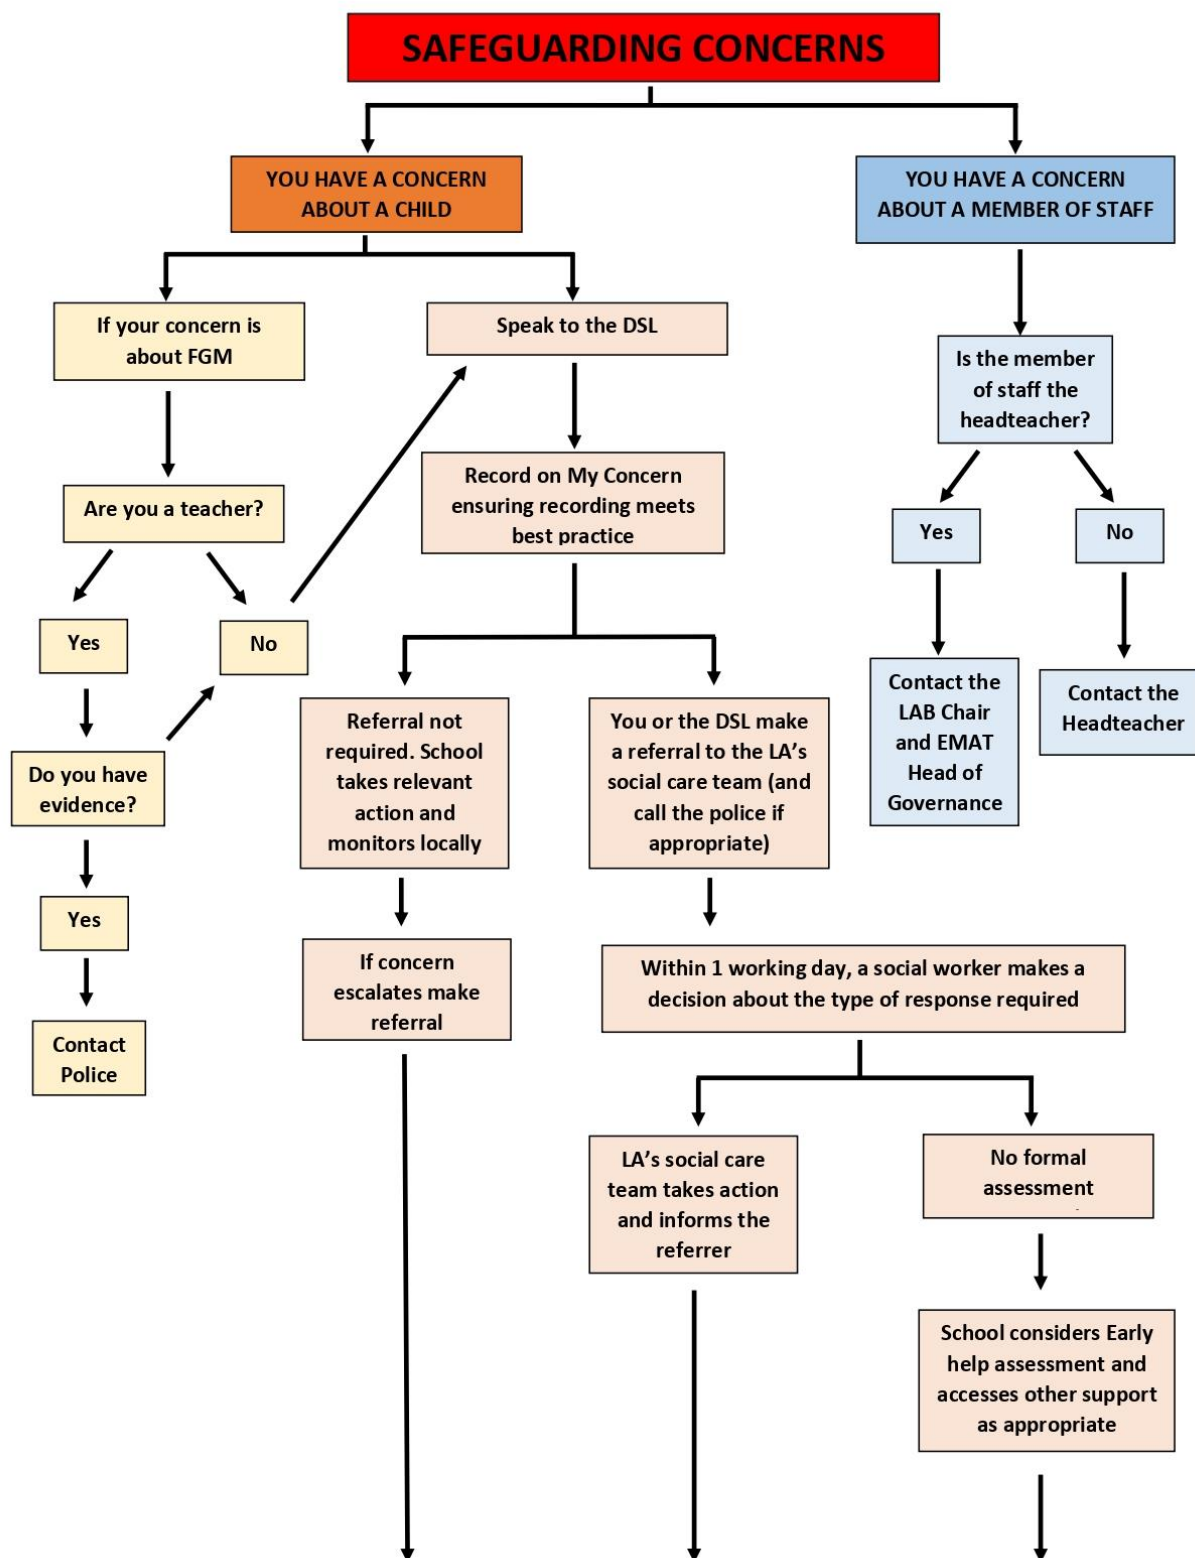 SAFEGUARDING CONCERNS
YOU HAVE A CONCERN
ABOUT A CHILD
YOU HAVE A CONCERN
ABOUT A MEMBER OF STAFF
If your concern is
about FGM
Speak to the DSL
Is the member
of staff the
headteacher?
Record on My Concern
ensuring recording meets
best practice
Are you a teacher?
Yes
No
Yes
No
Contact the
LAB Chair
and EMAT
Head of
Governance
Contact the
Headteacher
Referral not
required. School
takes relevant
action and
monitors locally
You or the DSL make
a referral to the LA’s
social care team (and
call the police if
appropriate)
Do you have
evidence?
Yes
If concern
escalates make
referral
Within 1 working day, a social worker makes a
decision about the type of response required
Contact
Police
LA’s social care
team takes action
and informs the
referrer
No formal
assessment
School considers Early
help assessment and
accesses other support
as appropriate